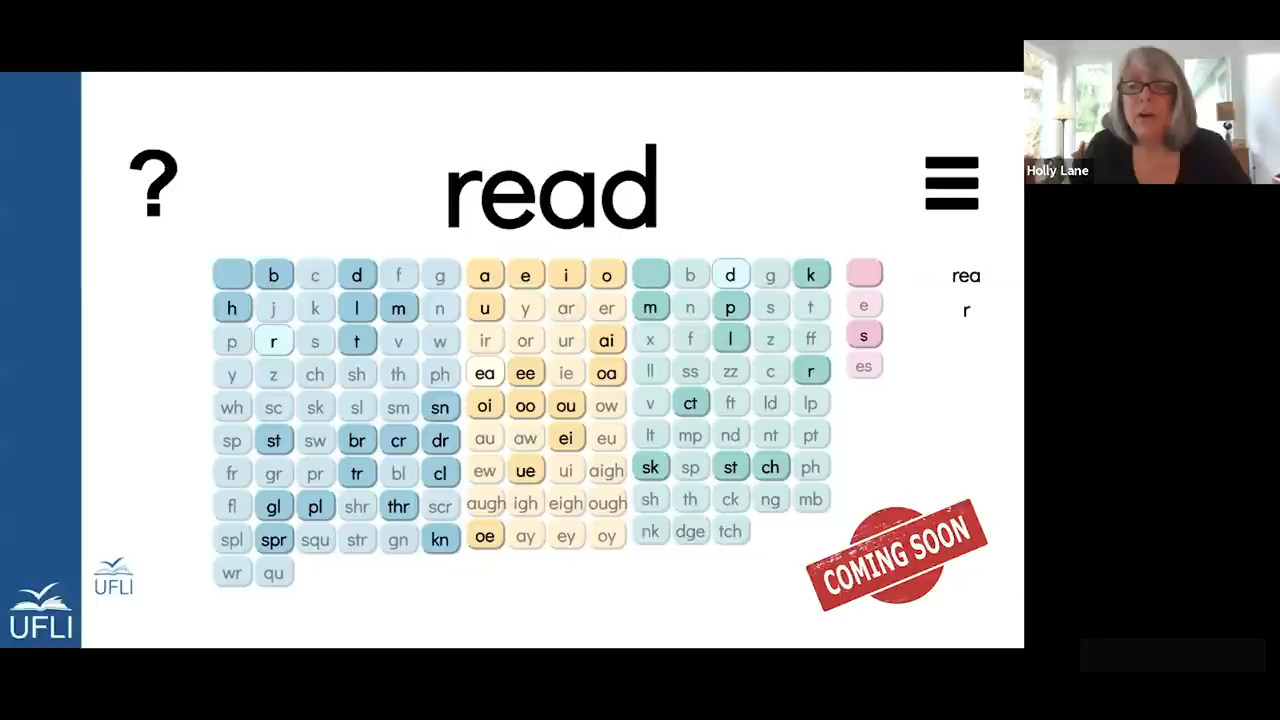 Holly Lane
? read
b c d f g a e i o b d g k
h j k l m n u y ar er m n p s t e
p r s t v w ir or ur ai x f l z ff s
y z ch sh th ph ea ee ie oa ll ss zz c r es
wh sc sk sl sm sn oi oo ou ow v ct ft ld lp
sp st sw br cr dr au aw ei eu lt mp nd nt pt
fr gr pr tr bl cl ew ue ui aigh sk sp st ch ph
fl gl pl shr thr scr augh igh eigh ough sh th ck ng mb
spl spr squ str gn kn oe ay ey oy nk dge tch
wr qu
rea
r
COMING SOON
UFLI
UFLI